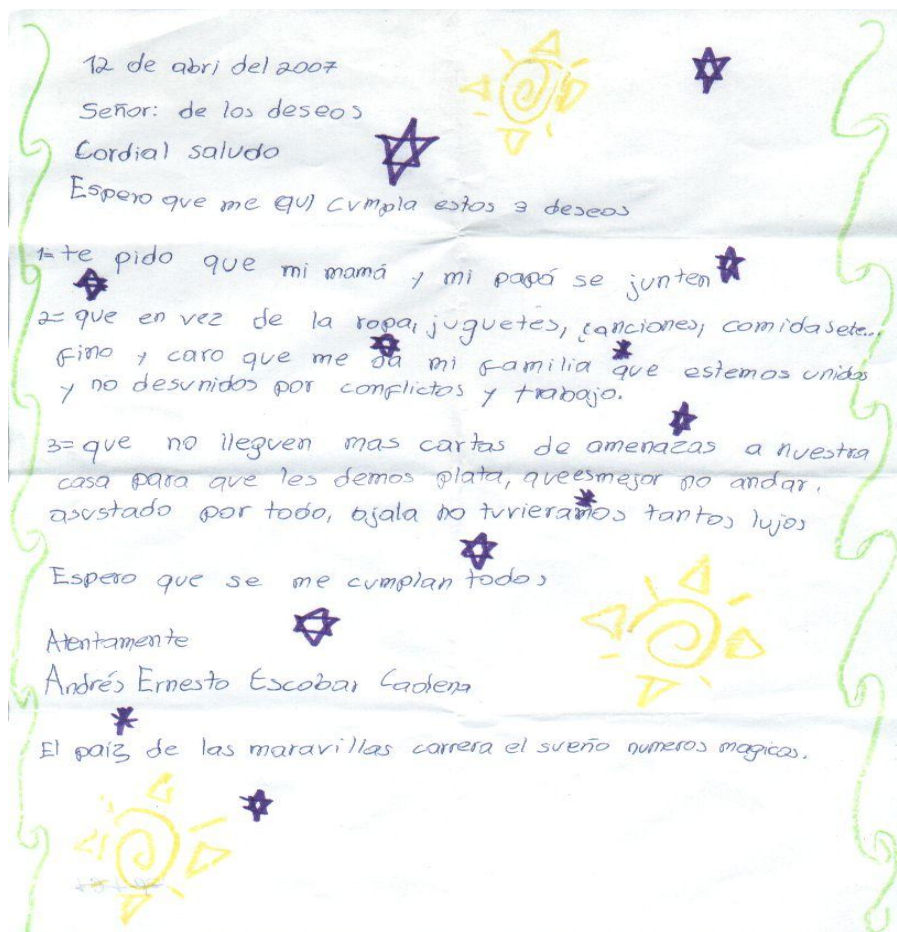 12 de abri del 2007
Señor: de los deseos
Cordial saludo
Espero que me cumpla estos 3 deseos
1= te pido que mi mamá y mi papá se junten
2= que en vez de la ropa, juguetes, canciones, comidasete...
fino y caro que me da mi familia que estemos unidos
y no desunidos por conflictos y trabajo.
3= que no lleguen mas cartas de amenazas a nuestra
casa para que les demos plata, queesmejor no andar.
asustado por todo, ojala no tuvieramos tantos lujos
Espero que se me cumplan todos
Atentamente
Andrés Ernesto Escobar Cadena
El paíz de las maravillas carrera el sueño numeros magicos.